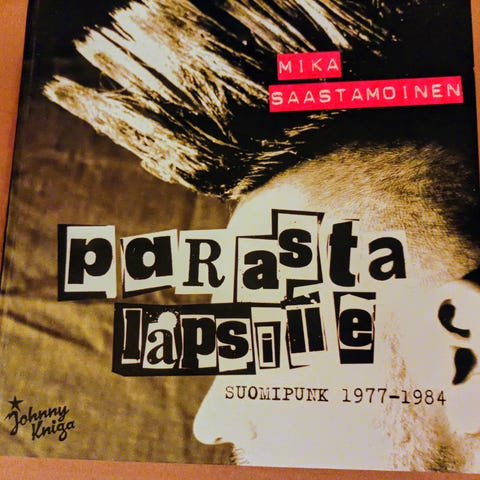 MIKA
SAASTAMOINEN
paRasta
lapsille
SUOMIPUNK 1977–1984
Johnny
Kniga